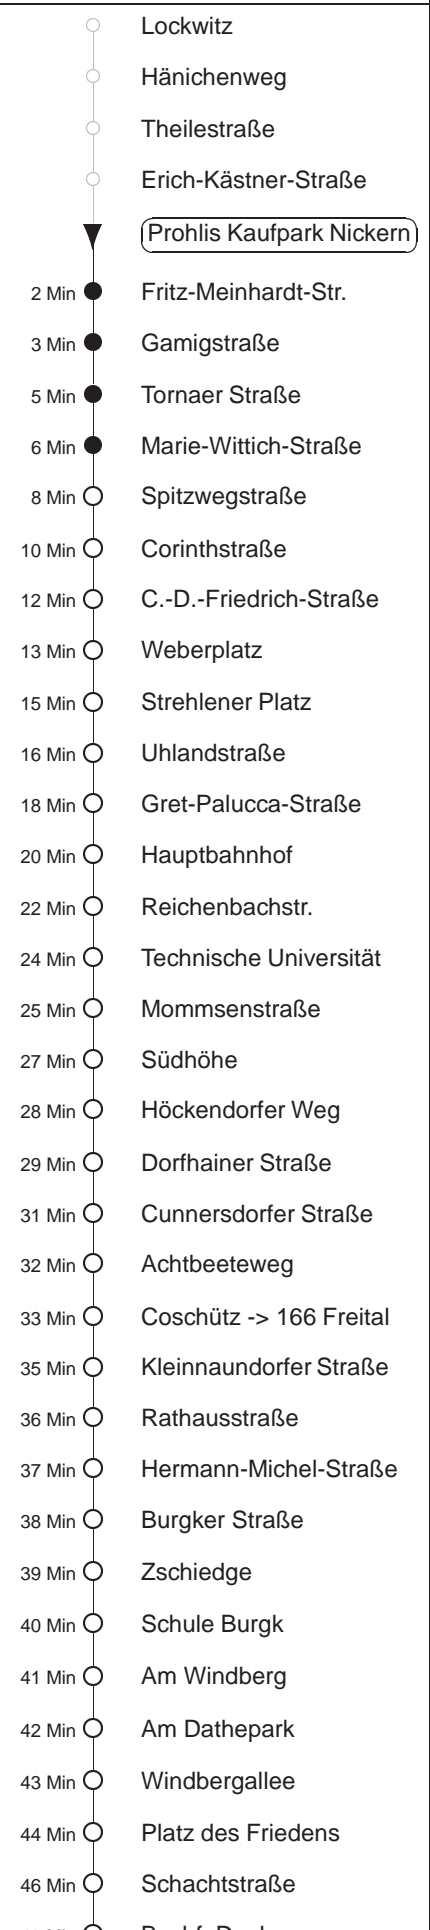 Lockwitz
Hänichenweg
Theilestraße
Erich-Kästner-Straße
Prohlis Kaufpark Nickern
2 Min Fritz-Meinhardt-Str.
3 Min Gamigstraße
5 Min Tornaer Straße
6 Min Marie-Wittich-Straße
8 Min Spitzwegstraße
10 Min Corinthstraße
12 Min C.-D.-Friedrich-Straße
13 Min Weberplatz
15 Min Strehlener Platz
16 Min Uhlandstraße
18 Min Gret-Palucca-Straße
20 Min Hauptbahnhof
22 Min Reichenbachstr.
24 Min Technische Universität
25 Min Mommsenstraße
27 Min Südhöhe
28 Min Höckendorfer Weg
29 Min Dorfhainer Straße
31 Min Cunnersdorfer Straße
32 Min Achtbeeteweg
33 Min Coschütz -> 166 Freital
35 Min Kleinnaundorfer Straße
36 Min Rathausstraße
37 Min Hermann-Michel-Straße
38 Min Burgker Straße
39 Min Zschiedge
40 Min Schule Burgk
41 Min Am Windberg
42 Min Am Dathepark
43 Min Windbergallee
44 Min Platz des Friedens
46 Min Schachtstraße